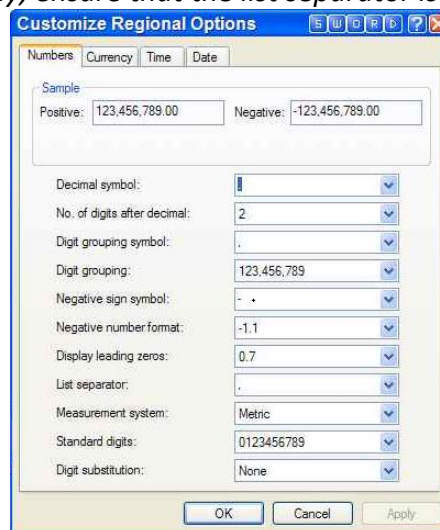 ensure that the list separator is
Customize Regional Options SWORD
Numbers Currency Time Date
Sample
Positive: 123,456,789.00 Negative: -123,456,789.00
Decimal symbol: .
No. of digits after decimal: 2
Digit grouping symbol: ,
Digit grouping: 123,456,789
Negative sign symbol: -
Negative number format: -1.1
Display leading zeros: 0.7
List separator: ,
Measurement system: Metric
Standard digits: 0123456789
Digit substitution: None
OK Cancel Apply